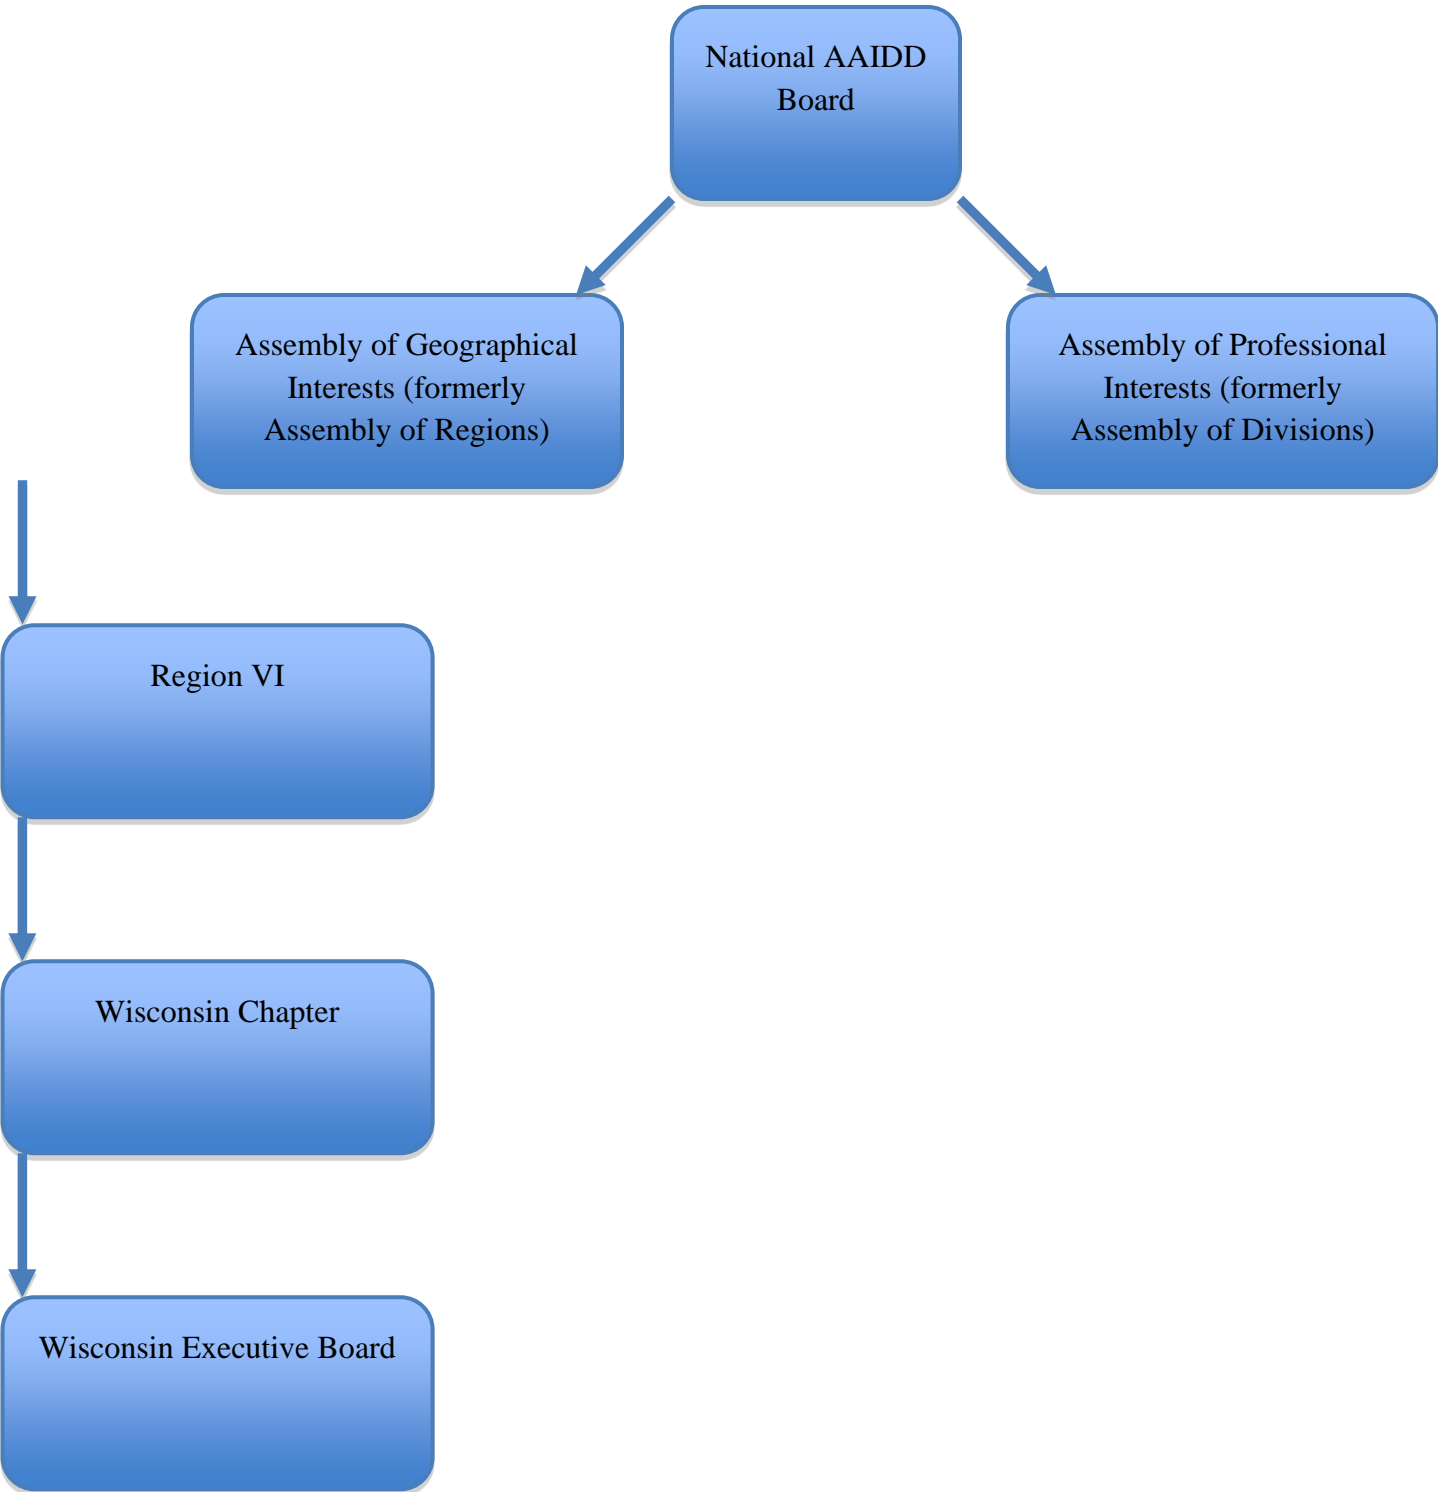 National AAIDD
Board
Assembly of Geographical
Interests (formerly
Assembly of Regions)
Assembly of Professional
Interests (formerly
Assembly of Divisions)
Region VI
Wisconsin Chapter
Wisconsin Executive Board